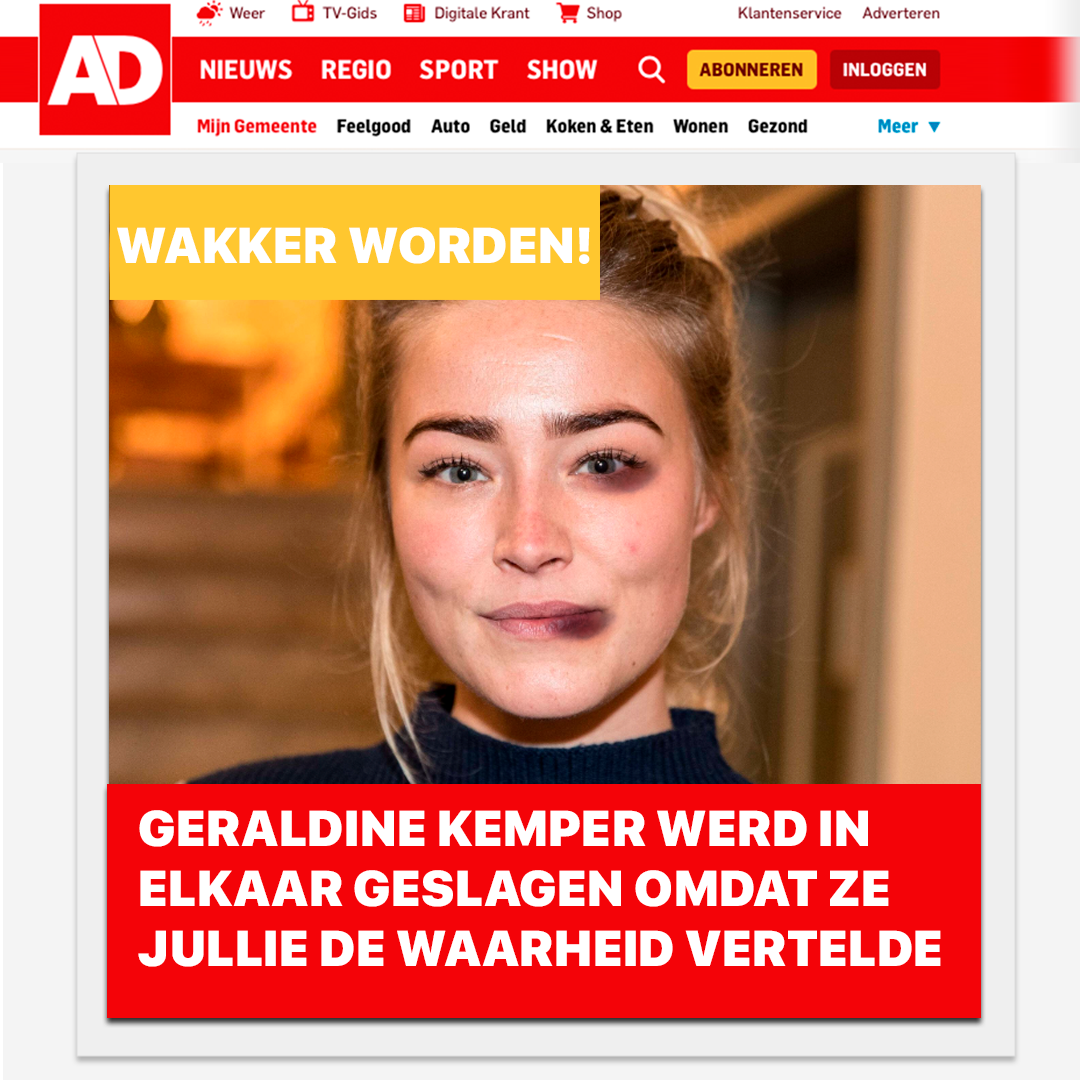 Weer TV-Gids Digitale Krant Shop Klantenservice Adverteren
AD NIEUWS REGIO SPORT SHOW ABONNEREN INLOGGEN
Mijn Gemeente Feelgood Auto Geld Koken & Eten Wonen Gezond Meer ▼
WAKKER WORDEN!
GERALDINE KEMPER WERD IN
ELKAAR GESLAGEN OMDAT ZE
JULLIE DE WAARHEID VERTELDE